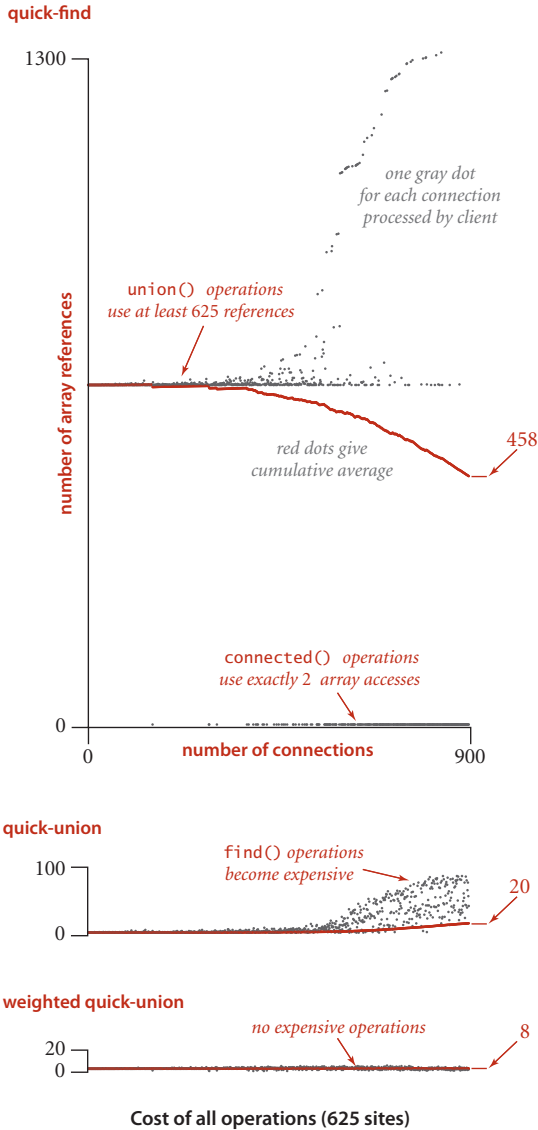 quick-find
1300
one gray dot
for each connection
processed by client
union() operations
use at least 625 references
number of array references
458
red dots give
cumulative average
connected() operations
use exactly 2 array accesses
0
0
number of connections
900
quick-union
find() operations
become expensive
100
20
0
weighted quick-union
no expensive operations
8
20
0
Cost of all operations (625 sites)